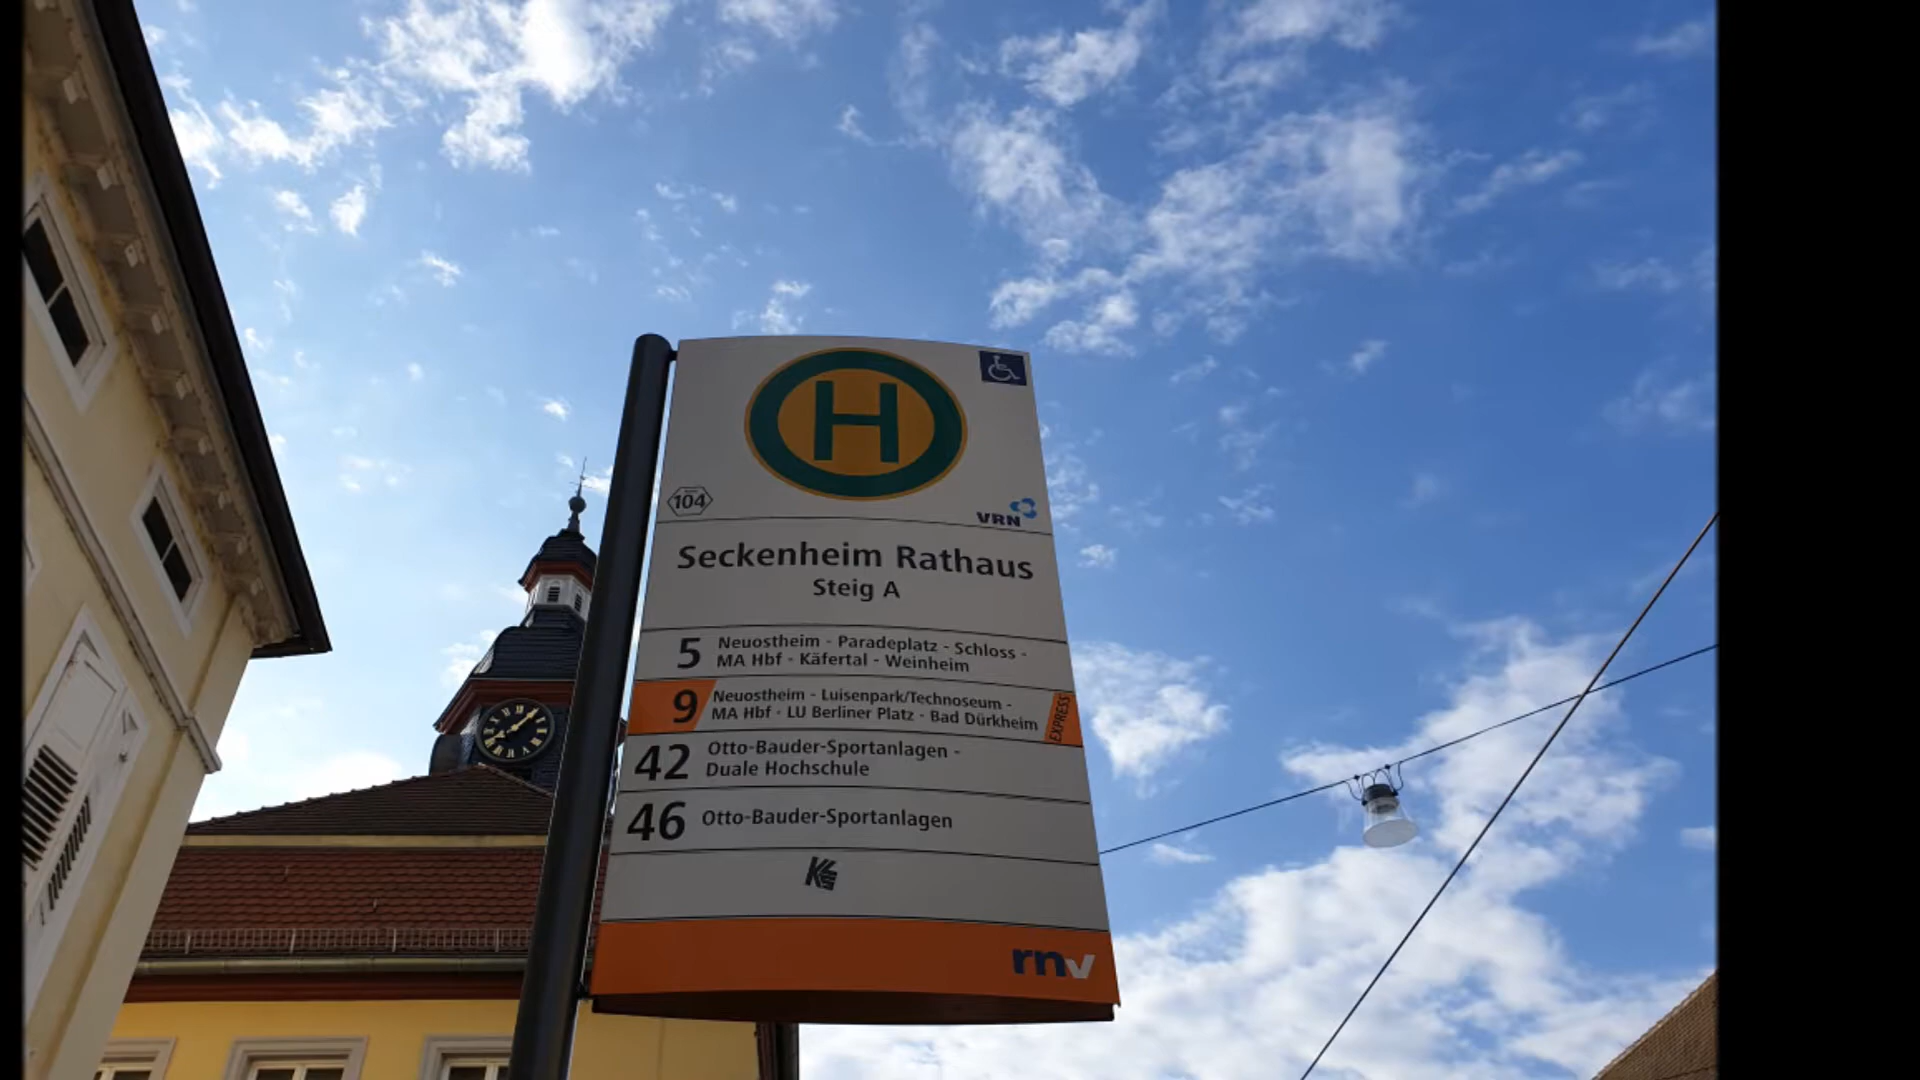 H
104
VRN
Seckenheim Rathaus
Steig A
5 Neuostheim - Paradeplatz - Schloss -
MA Hbf - Käfertal - Weinheim
9 Neuostheim - Luisenpark/Technoseum -
MA Hbf - LU Berliner Platz - Bad Dürkheim
EXPRESS
42 Otto-Bauder-Sportanlagen -
Duale Hochschule
46 Otto-Bauder-Sportanlagen
rnv